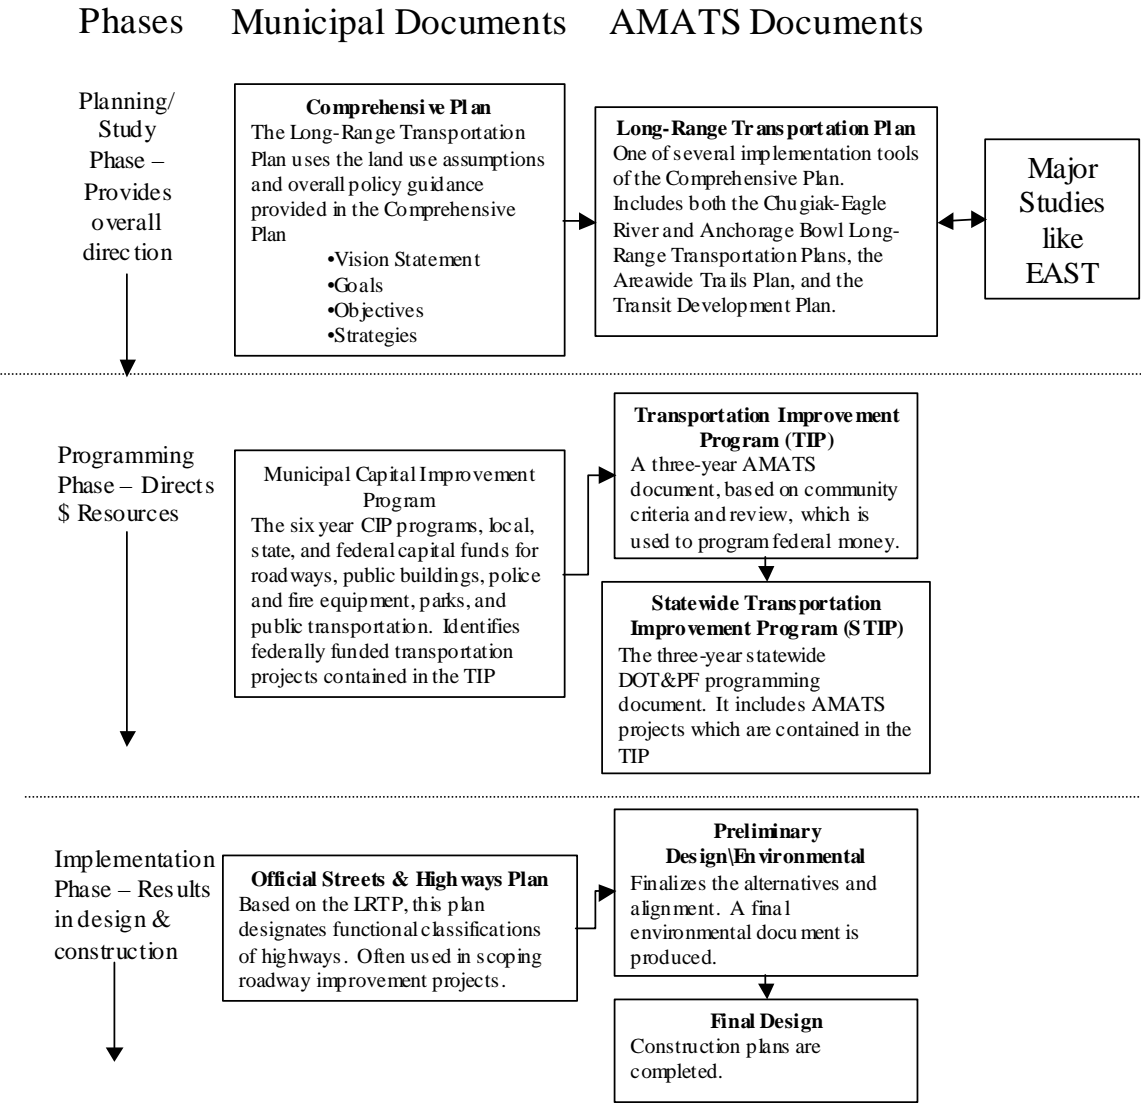 Phases
Municipal Documents
AMATS Documents
Planning/
Study
Phase –
Provides
overall
direction
Comprehensive Plan
The Long-Range Transportation
Plan uses the land use assumptions
and overall policy guidance
provided in the Comprehensive
Plan
•Vision Statement
•Goals
•Objectives
•Strategies
Long-Range Transportation Plan
One of several implementation tools
of the Comprehensive Plan.
Includes both the Chugiak-Eagle
River and Anchorage Bowl Long-
Range Transportation Plans, the
Areawide Trails Plan, and the
Transit Development Plan.
Major
Studies
like
EAST
Programming
Phase – Directs
$ Resources
Municipal Capital Improvement
Program
The six year CIP programs, local,
state, and federal capital funds for
roadways, public buildings, police
and fire equipment, parks, and
public transportation. Identifies
federally funded transportation
projects contained in the TIP
Transportation Improvement
Program (TIP)
A three-year AMATS
document, based on community
criteria and review, which is
used to program federal money.
Statewide Transportation
Improvement Program (STIP)
The three-year statewide
DOT&PF programming
document. It includes AMATS
projects which are contained in the
TIP
Implementation
Phase – Results
in design &
construction
Official Streets & Highways Plan
Based on the LRTP, this plan
designates functional classifications
of highways. Often used in scoping
roadway improvement projects.
Preliminary
Design\Environmental
Finalizes the alternatives and
alignment. A final
environmental document is
produced.
Final Design
Construction plans are
completed.